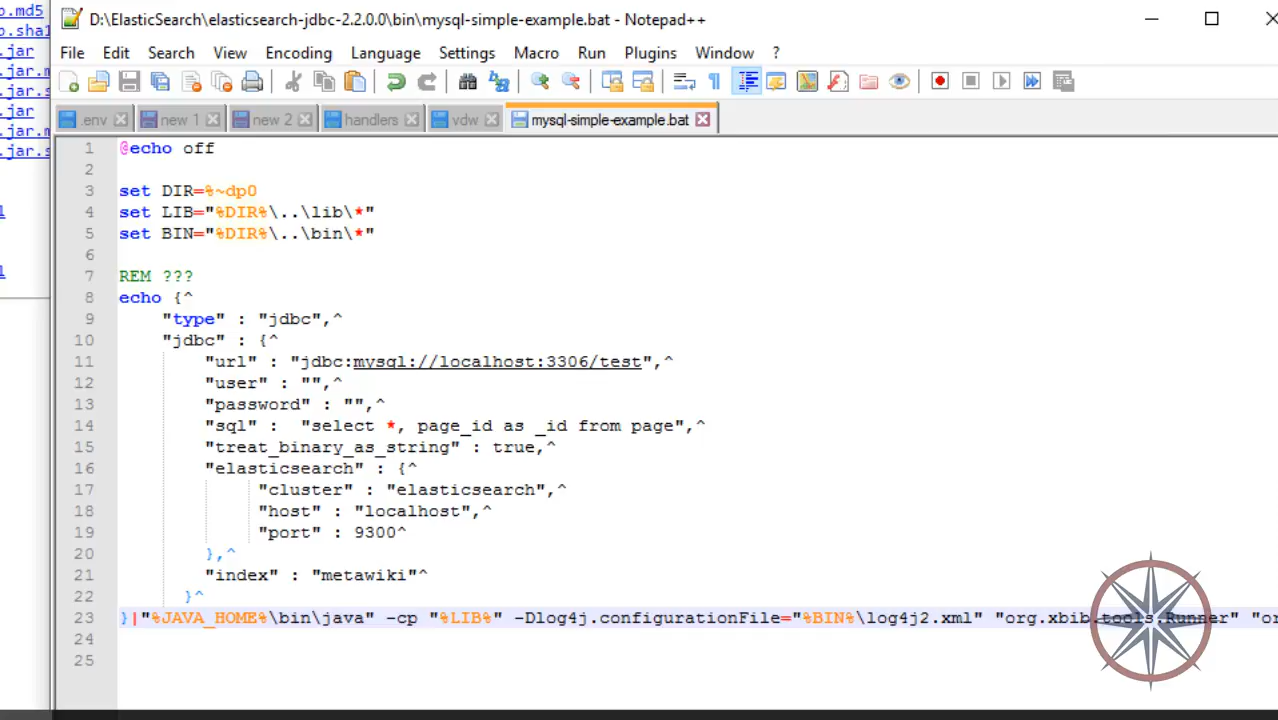 D:\ElasticSearch\elasticsearch-jdbc-2.2.0.0\bin\mysql-simple-example.bat - Notepad++
File Edit Search View Encoding Language Settings Macro Run Plugins Window ?
.env new 1 new 2 handlers vdw mysql-simple-example.bat
p.md5
.jar
.jar
1 @echo off
2
3 set DIR=%~dp0
4 set LIB="%DIR%\..\lib\*"
5 set BIN="%DIR%\..\bin\*"
6
7 REM ???
8 echo {^
9 "type" : "jdbc",^
10 "jdbc" : {^
11 "url" : "jdbc:mysql://localhost:3306/test",^
12 "user" : "",^
13 "password" : "",^
14 "sql" :  "select *, page_id as _id from page",^
15 "treat_binary_as_string" : true,^
16 "elasticsearch" : {^
17 "cluster" : "elasticsearch",^
18 "host" : "localhost",^
19 "port" : 9300^
20 },^
21 "index" : "metawiki"^
22 }^
23 }|"%JAVA_HOME%\bin\java" -cp "%LIB%" -Dlog4j.configurationFile="%BIN%\log4j2.xml" "org.xbib.tools.Runner" "or
24
25